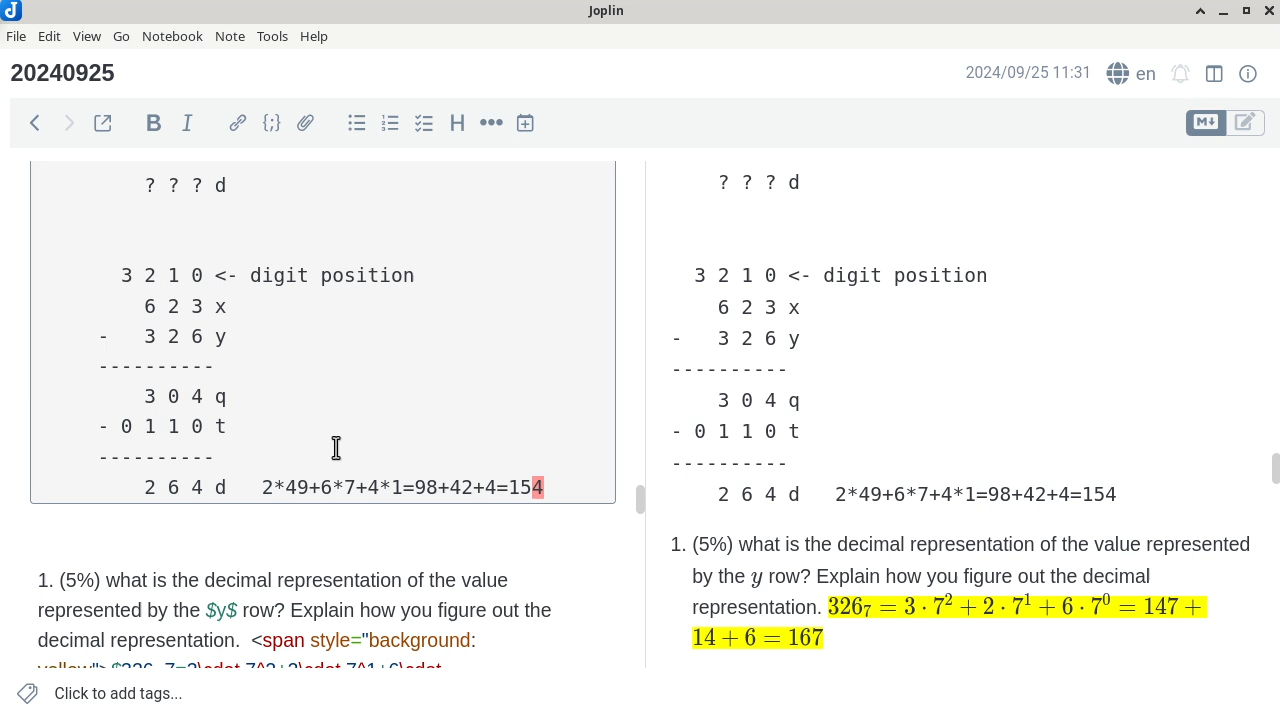 Joplin
File Edit View Go Notebook Note Tools Help
20240925
2024/09/25 11:31 en
? ? ? d
3 2 1 0 <- digit position
6 2 3 x
- 3 2 6 y
----------
3 0 4 q
- 0 1 1 0 t
----------
2 6 4 d 2*49+6*7+4*1=98+42+4=154
1. (5%) what is the decimal representation of the value
represented by the $y$ row? Explain how you figure out the
decimal representation. <span style="background:
? ? ? d
3 2 1 0 <- digit position
6 2 3 x
- 3 2 6 y
----------
3 0 4 q
- 0 1 1 0 t
----------
2 6 4 d 2*49+6*7+4*1=98+42+4=154
1. (5%) what is the decimal representation of the value represented
by the y row? Explain how you figure out the decimal
representation. 326₇ = 3 · 7² + 2 · 7¹ + 6 · 7⁰ = 147 +
14 + 6 = 167
Click to add tags...